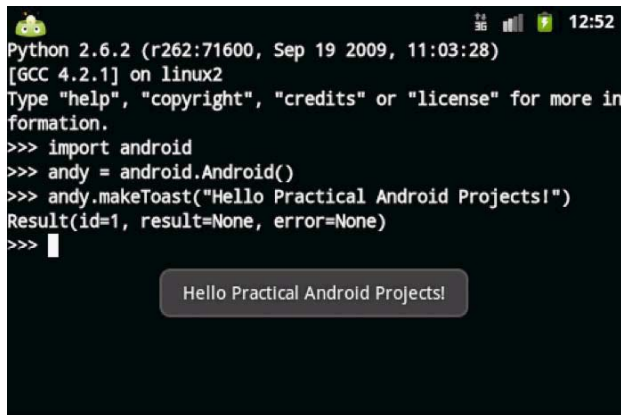 3G 12:52
Python 2.6.2 (r262:71600, Sep 19 2009, 11:03:28)
[GCC 4.2.1] on linux2
Type "help", "copyright", "credits" or "license" for more in
formation.
>>> import android
>>> andy = android.Android()
>>> andy.makeToast("Hello Practical Android Projects!")
Result(id=1, result=None, error=None)
>>>
Hello Practical Android Projects!